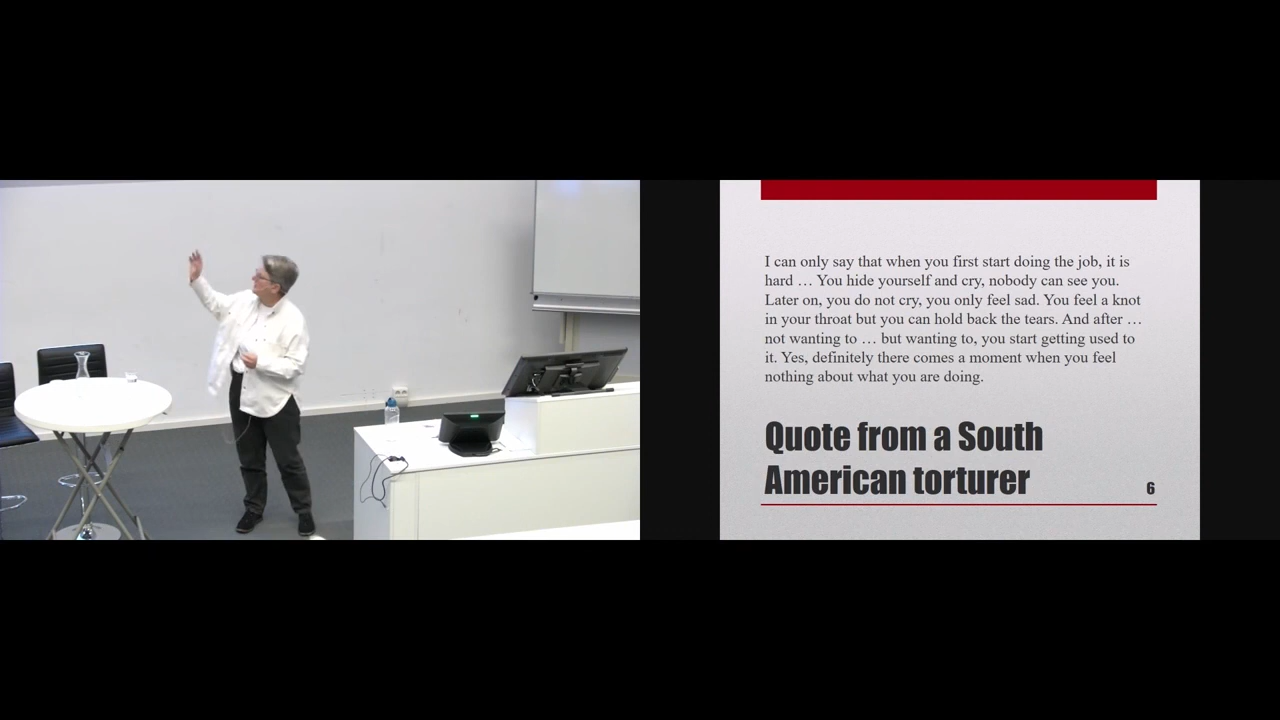 I can only say that when you first start doing the job, it is
hard … You hide yourself and cry, nobody can see you.
Later on, you do not cry, you only feel sad. You feel a knot
in your throat but you can hold back the tears. And after …
not wanting to … but wanting to, you start getting used to
it. Yes, definitely there comes a moment when you feel
nothing about what you are doing.
Quote from a South
American torturer
6